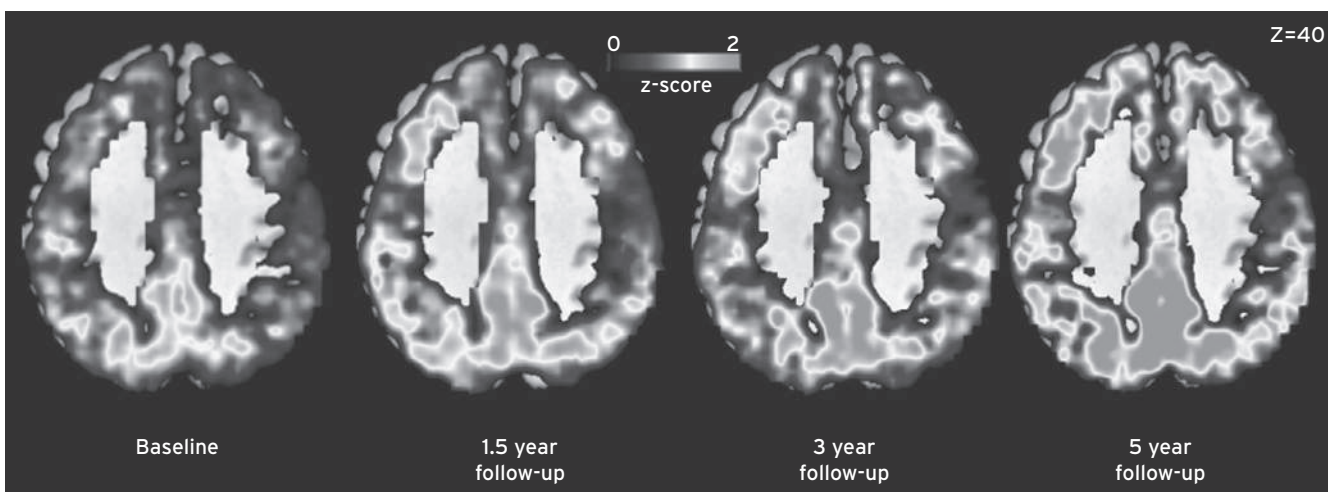 0 2
z-score
Z=40
Baseline
1.5 year
follow-up
3 year
follow-up
5 year
follow-up